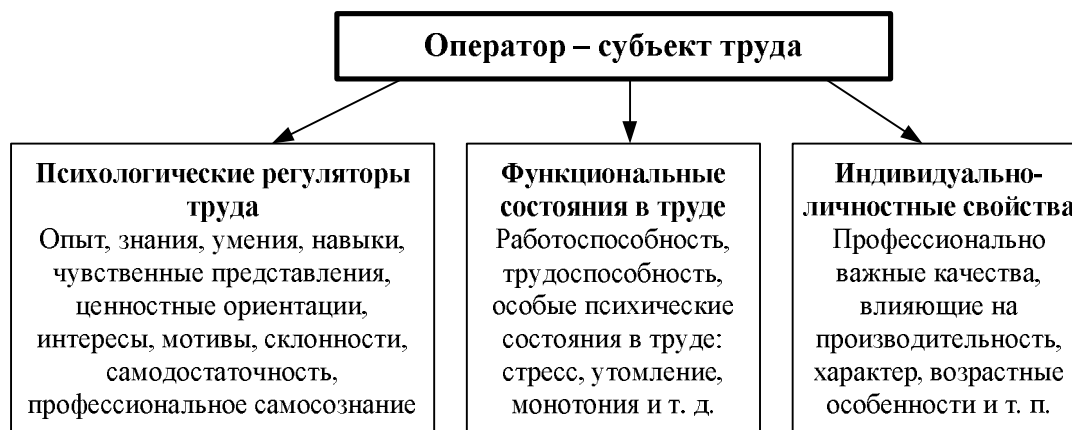 Оператор – субъект труда
Психологические регуляторы
труда
Опыт, знания, умения, навыки,
чувственные представления,
ценностные ориентации,
интересы, мотивы, склонности,
самодостаточность,
профессиональное самосознание
Функциональные
состояния в труде
Работоспособность,
трудоспособность,
особые психические
состояния в труде:
стресс, утомление,
монотония и т. д.
Индивидуально-
личностные свойства
Профессионально
важные качества,
влияющие на
производительность,
характер, возрастные
особенности и т. п.